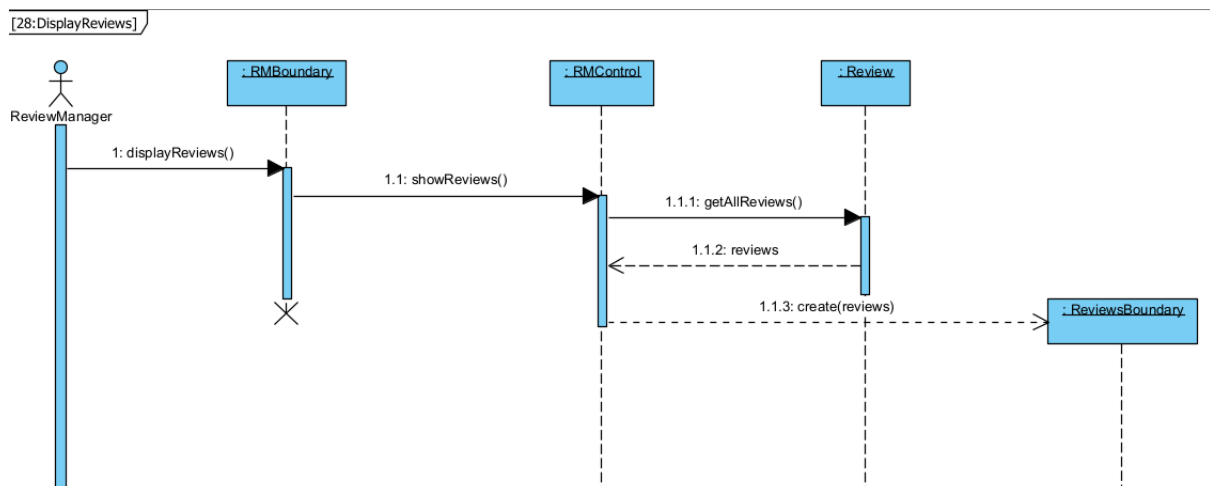 [28:DisplayReviews]
: RMBoundary
: RMControl
: Review
ReviewManager
1: displayReviews()
1.1: showReviews()
1.1.1: getAllReviews()
1.1.2: reviews
1.1.3: create(reviews)
: ReviewsBoundary